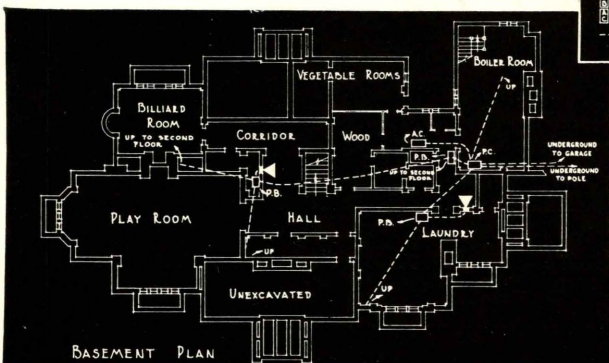 VEGETABLE ROOMS
BOILER ROOM
BILLIARD
ROOM
UP TO SECOND
FLOOR
CORRIDOR
WOOD
UP
A.C.
P.B.
P.C.
UP TO SECOND
FLOOR
UNDERGROUND
TO GARAGE
UNDERGROUND
TO POLE
P.B.
PLAY ROOM
HALL
P.B.
LAUNDRY
UP
UNEXCAVATED
UP
BASEMENT PLAN